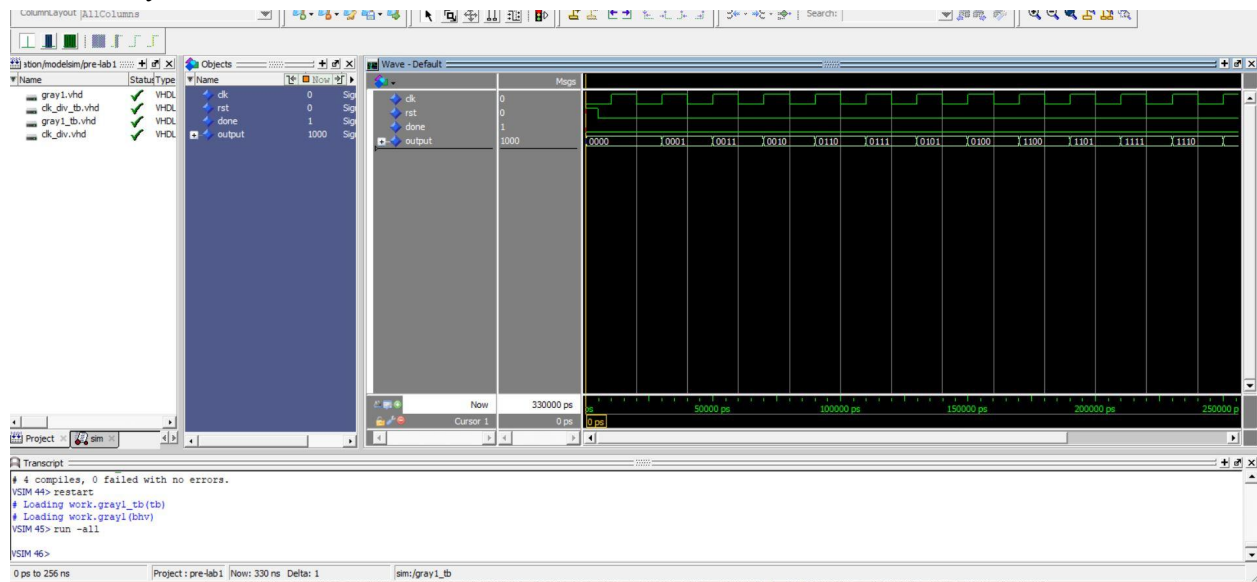 ColumnLayout AllColumns
Search:
ation/modelsim/pre-lab1
Name Status Type
gray1.vhd VHDL
clk_div_tb.vhd VHDL
gray1_tb.vhd VHDL
clk_div.vhd VHDL
Project sim
Objects
Name Now
clk 0 Sig
rst 0 Sig
done 1 Sig
output 1000 Sig
Wave - Default
Msgs
clk 0
rst 0
done 1
output 1000 0000 0001 0011 0010 0110 0111 0101 0100 1100 1101 1111 1110
Now 330000 ps ps 50000 ps 100000 ps 150000 ps 200000 ps 250000 p
Cursor 1 0 ps 0 ps
Transcript
# 4 compiles, 0 failed with no errors.
VSIM 44> restart
# Loading work.gray1_tb(tb)
# Loading work.gray1(bhv)
VSIM 45> run -all
VSIM 46>
0 ps to 256 ns Project : pre-lab1 Now: 330 ns Delta: 1 sim:/gray1_tb